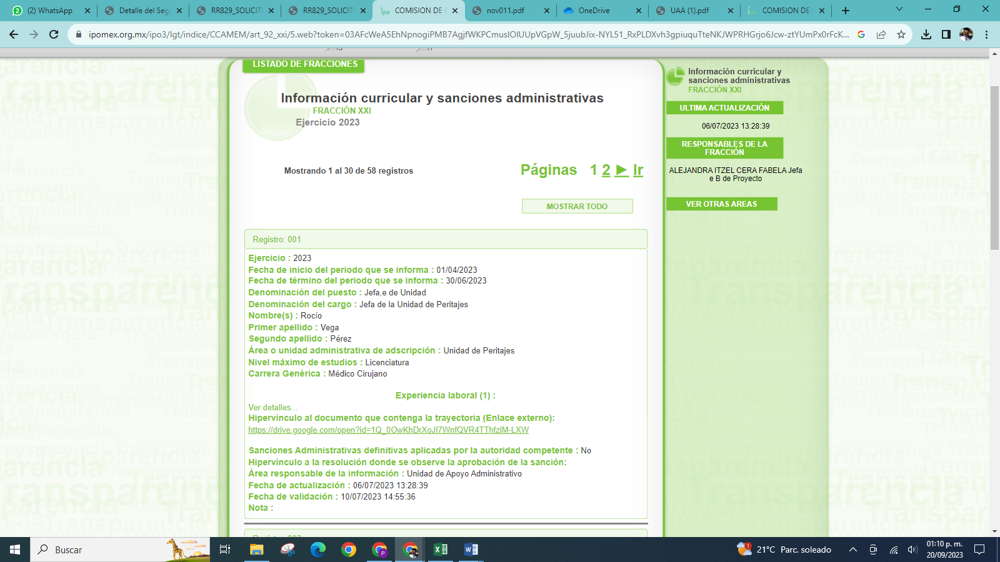 (2) WhatsApp
Detalle del Seg
RR829_SOLICIT
RR829_SOLICIT
COMISION DE C
nov011.pdf
OneDrive
UAA (1).pdf
COMISION DE
ipomex.org.mx/ipo3/lgt/indice/CCAMEM/art_92_xxi/5.web?token=03AFcWeA5EhNpnogiPMB7AgjfWKPCmusIOIUUpVGpW_5juubJix-NYL51_RxPLDXvh3gpiuquTteNKJWPRHGrjo6Jcw-ztYUmPx0rFcK...
LISTADO DE FRACCIONES
Información curricular y sanciones administrativas
FRACCIÓN XXI
Ejercicio 2023
Mostrando 1 al 30 de 58 registros
Páginas 1 2 ► Ir
MOSTRAR TODO
Registro: 001
Ejercicio : 2023
Fecha de inicio del periodo que se informa : 01/04/2023
Fecha de término del periodo que se informa : 30/06/2023
Denominación del puesto : Jefa,e de Unidad
Denominación del cargo : Jefa de la Unidad de Peritajes
Nombre(s) : Rocío
Primer apellido : Vega
Segundo apellido : Pérez
Área o unidad administrativa de adscripción : Unidad de Peritajes
Nivel máximo de estudios : Licenciatura
Carrera Genérica : Médico Cirujano
Experiencia laboral (1) :
Ver detalles...
Hipervínculo al documento que contenga la trayectoria (Enlace externo):
https://drive.google.com/open?id=1Q_0OwKhDrXoJI7WnfQVR4TThfzlM-LXW
Sanciones Administrativas definitivas aplicadas por la autoridad competente : No
Hipervínculo a la resolución donde se observe la aprobación de la sanción:
Área responsable de la información : Unidad de Apoyo Administrativo
Fecha de actualización : 06/07/2023 13:28:39
Fecha de validación : 10/07/2023 14:55:36
Nota :
Información curricular y
sanciones administrativas
FRACCIÓN XXI
ULTIMA ACTUALIZACIÓN
06/07/2023 13:28:39
RESPONSABLES DE LA
FRACCIÓN
ALEJANDRA ITZEL CERA FABELA Jefa
e B de Proyecto
VER OTRAS AREAS
Buscar
21°C Parc. soleado
01:10 p. m.
20/09/2023